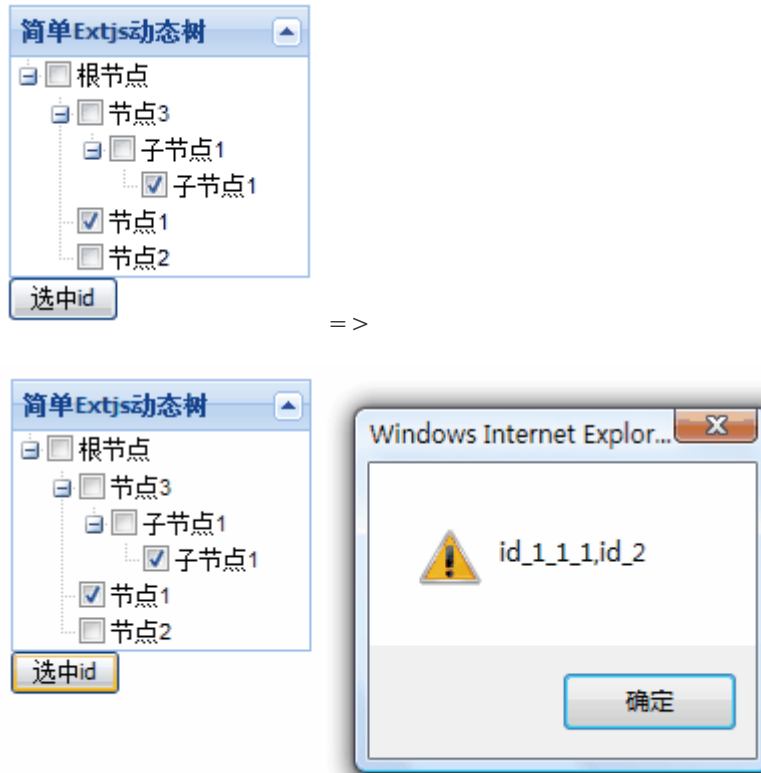 简单Extjs动态树
根节点
节点3
子节点1
子节点1
节点1
节点2
选中id
= >
简单Extjs动态树
根节点
节点3
子节点1
子节点1
节点1
节点2
选中id
Windows Internet Explor...
id_1_1_1,id_2
确定